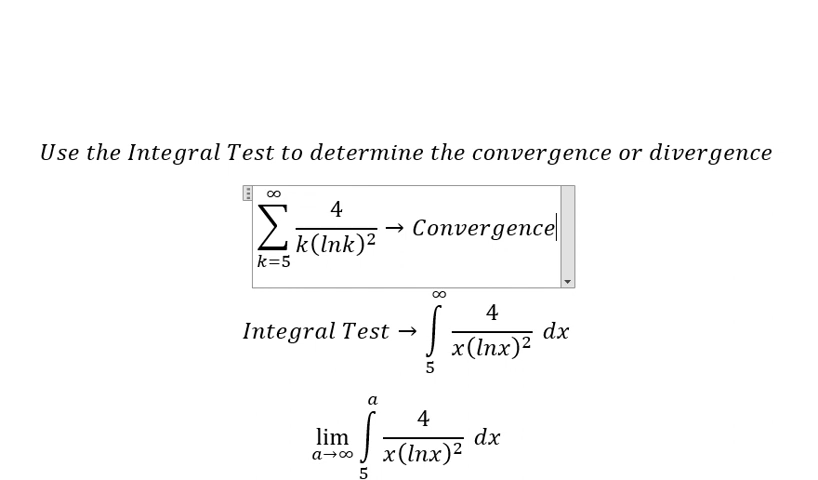 Use the Integral Test to determine the convergence or divergence
∞ ∑ k=5 4 / k(lnk)² → Convergence
Integral Test → ∞ ∫ 5 4 / x(lnx)² dx
lim a→∞ a ∫ 5 4 / x(lnx)² dx